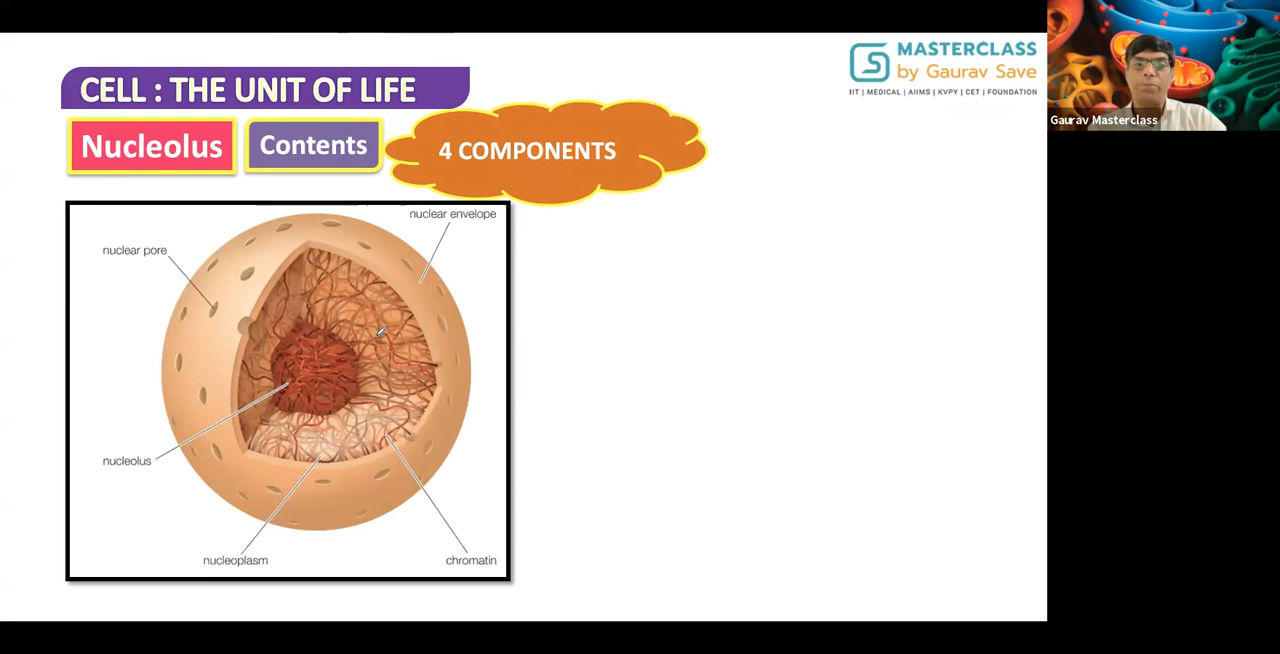 CELL : THE UNIT OF LIFE
MASTERCLASS
by Gaurav Save
IIT | MEDICAL | AIIMS | KVPY | CET | FOUNDATION
Gaurav Masterclass
Nucleolus
Contents
4 COMPONENTS
nuclear envelope
nuclear pore
nucleolus
nucleoplasm
chromatin